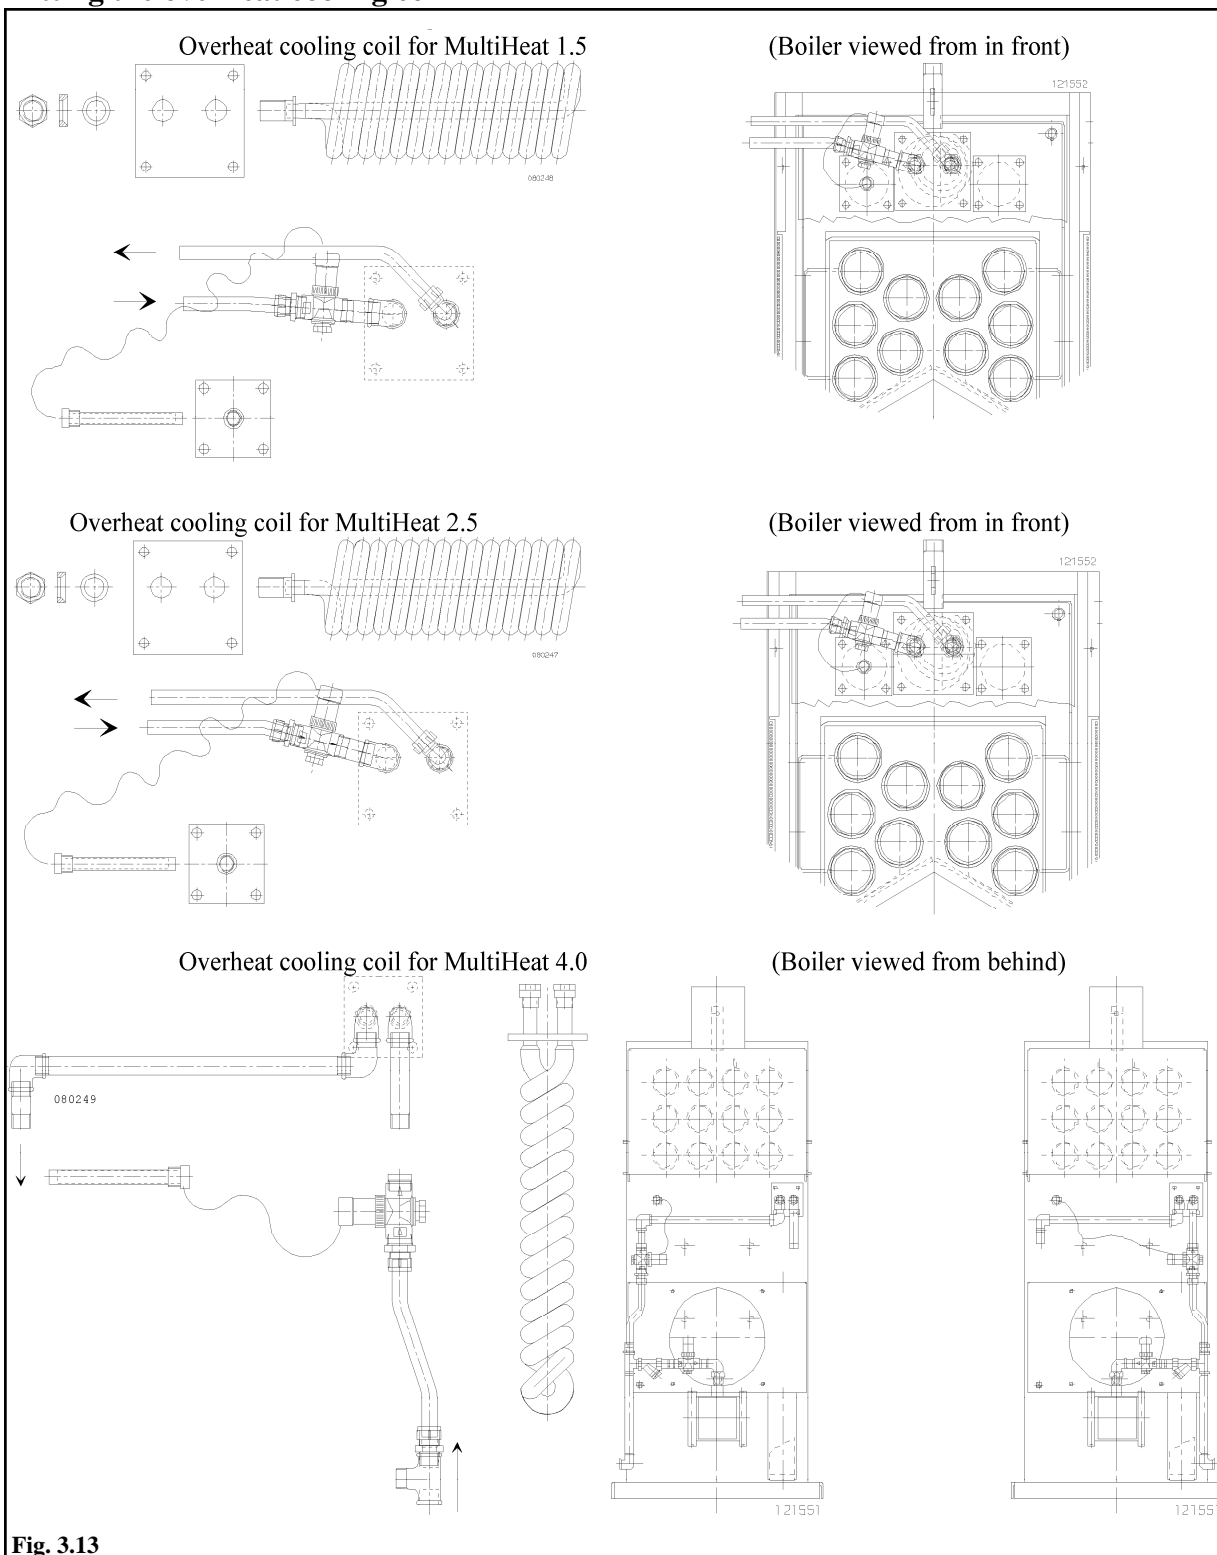 Overheat cooling coil for MultiHeat 1.5
(Boiler viewed from in front)
121552
080248
Overheat cooling coil for MultiHeat 2.5
(Boiler viewed from in front)
121552
080247
Overheat cooling coil for MultiHeat 4.0
(Boiler viewed from behind)
080249
121551
Fig. 3.13